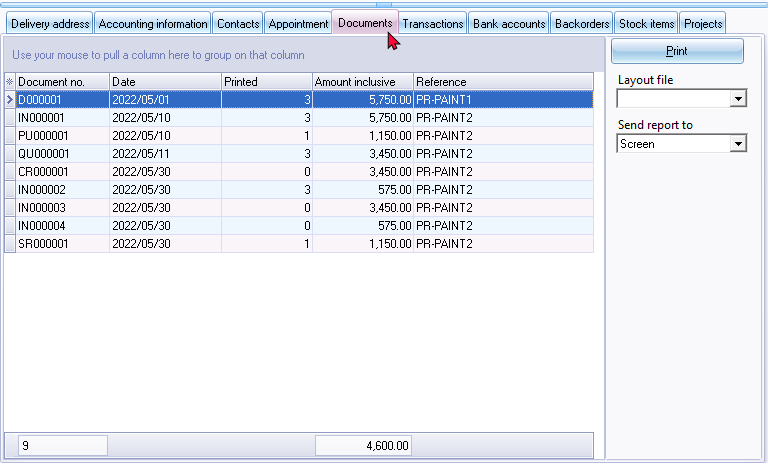 Delivery address Accounting information Contacts Appointment Documents Transactions Bank accounts Backorders Stock items Projects
Use your mouse to pull a column here to group on that column
Print
Document no. Date Printed Amount inclusive Reference
D000001 2022/05/01 3 5,750.00 PR-PAINT1
IN000001 2022/05/10 3 5,750.00 PR-PAINT2
PU000001 2022/05/10 1 1,150.00 PR-PAINT2
QU000001 2022/05/11 3 3,450.00 PR-PAINT2
CR000001 2022/05/30 0 3,450.00 PR-PAINT2
IN000002 2022/05/30 3 575.00 PR-PAINT2
IN000003 2022/05/30 0 3,450.00 PR-PAINT2
IN000004 2022/05/30 0 575.00 PR-PAINT2
SR000001 2022/05/30 1 1,150.00 PR-PAINT2
9 4,600.00
Layout file
Send report to
Screen